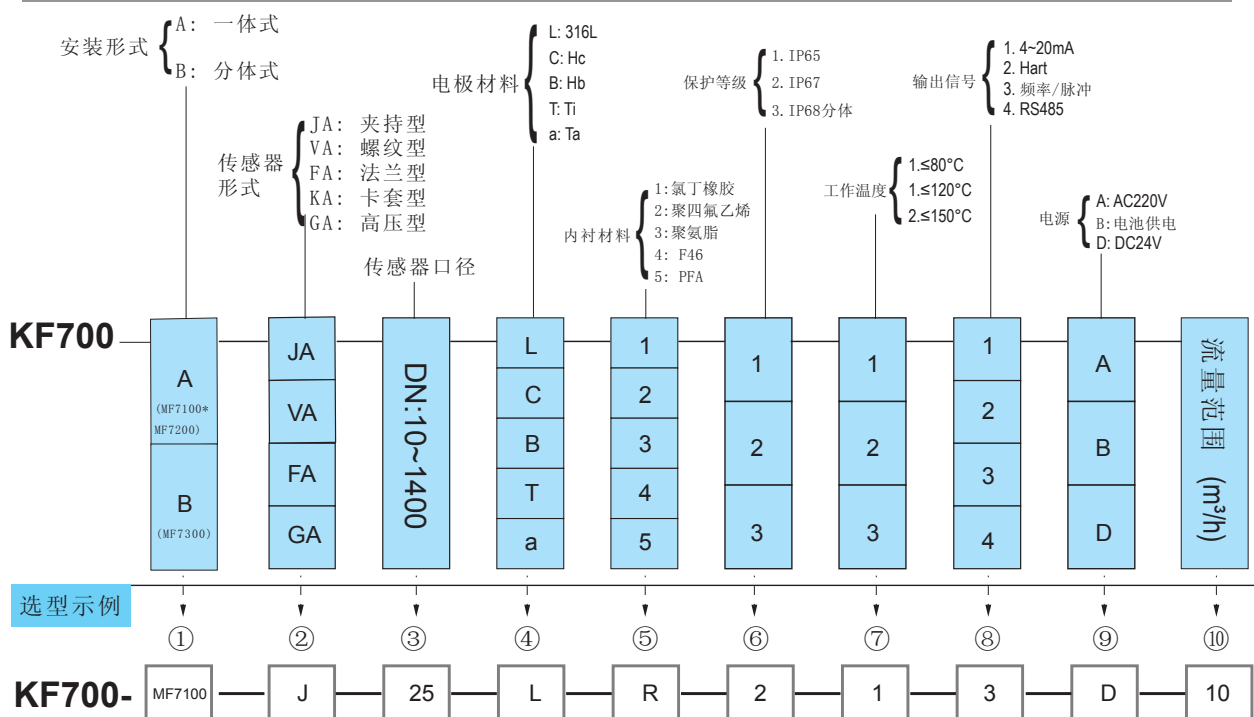 安装形式
A: 一体式
B: 分体式
传感器形式
JA: 夹持型
VA: 螺纹型
FA: 法兰型
KA: 卡套型
GA: 高压型
传感器口径
电极材料
L: 316L
C: Hc
B: Hb
T: Ti
a: Ta
内衬材料
1:氯丁橡胶
2:聚四氟乙烯
3:聚氨脂
4: F46
5: PFA
保护等级
1. IP65
2. IP67
3. IP68分体
工作温度
1.≤80°C
1.≤120°C
2.≤150°C
输出信号
1. 4~20mA
2. Hart
3. 频率/脉冲
4. RS485
电源
A: AC220V
B:电池供电
D: DC24V
KF700
A
(MF7100*
MF7200)
B
(MF7300)
JA
VA
FA
GA
DN:10~1400
L
C
B
T
a
1
2
3
4
5
1
2
3
1
2
3
1
2
3
4
A
B
D
流量范围 (m³/h)
选型示例
① ② ③ ④ ⑤ ⑥ ⑦ ⑧ ⑨ ⑩
KF700- MF7100 J 25 L R 2 1 3 D 10